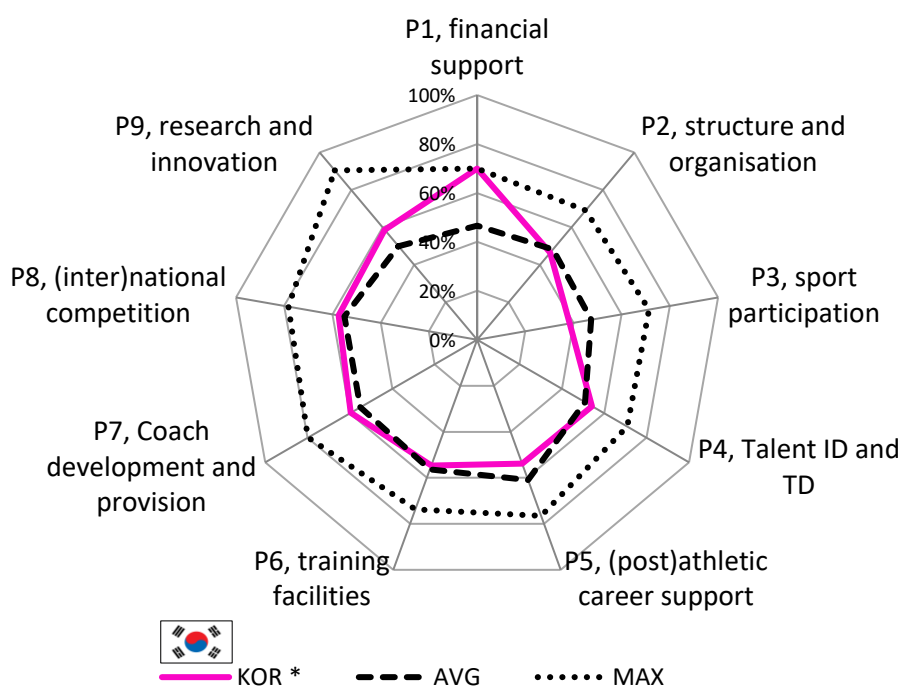 P1, financial
support
100%
80%
60%
40%
20%
0%
P2, structure and
organisation
P3, sport
participation
P4, Talent ID and
TD
P5, (post)athletic
career support
P6, training
facilities
P7, Coach
development and
provision
P8, (inter)national
competition
P9, research and
innovation
KOR *
AVG
MAX